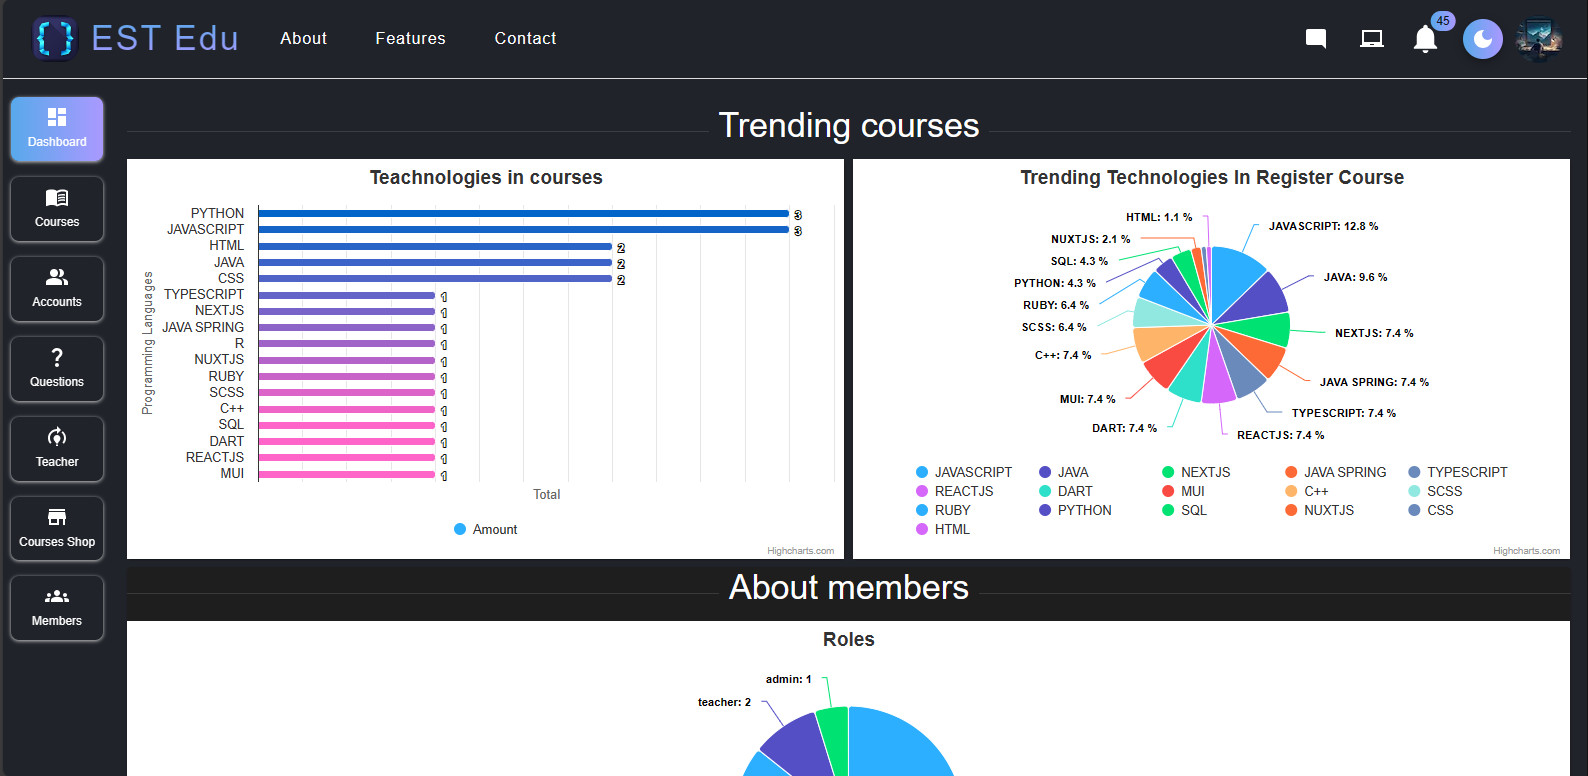 EST Edu
About
Features
Contact
45
Dashboard
Courses
Accounts
Questions
Teacher
Courses Shop
Members
Trending courses
Teachnologies in courses
Programming Languages
PYTHON 3
JAVASCRIPT 3
HTML 2
JAVA 2
CSS 2
TYPESCRIPT 1
NEXTJS 1
JAVA SPRING 1
R 1
NUXTJS 1
RUBY 1
SCSS 1
C++ 1
SQL 1
DART 1
REACTJS 1
MUI 1
Total
Amount
Highcharts.com
Trending Technologies In Register Course
HTML: 1.1 %
JAVASCRIPT: 12.8 %
NUXTJS: 2.1 %
SQL: 4.3 %
JAVA: 9.6 %
PYTHON: 4.3 %
RUBY: 6.4 %
SCSS: 6.4 %
NEXTJS: 7.4 %
C++: 7.4 %
JAVA SPRING: 7.4 %
MUI: 7.4 %
TYPESCRIPT: 7.4 %
DART: 7.4 %
REACTJS: 7.4 %
JAVASCRIPT JAVA NEXTJS JAVA SPRING TYPESCRIPT
REACTJS DART MUI C++ SCSS
RUBY PYTHON SQL NUXTJS CSS
HTML
Highcharts.com
About members
Roles
admin: 1
teacher: 2